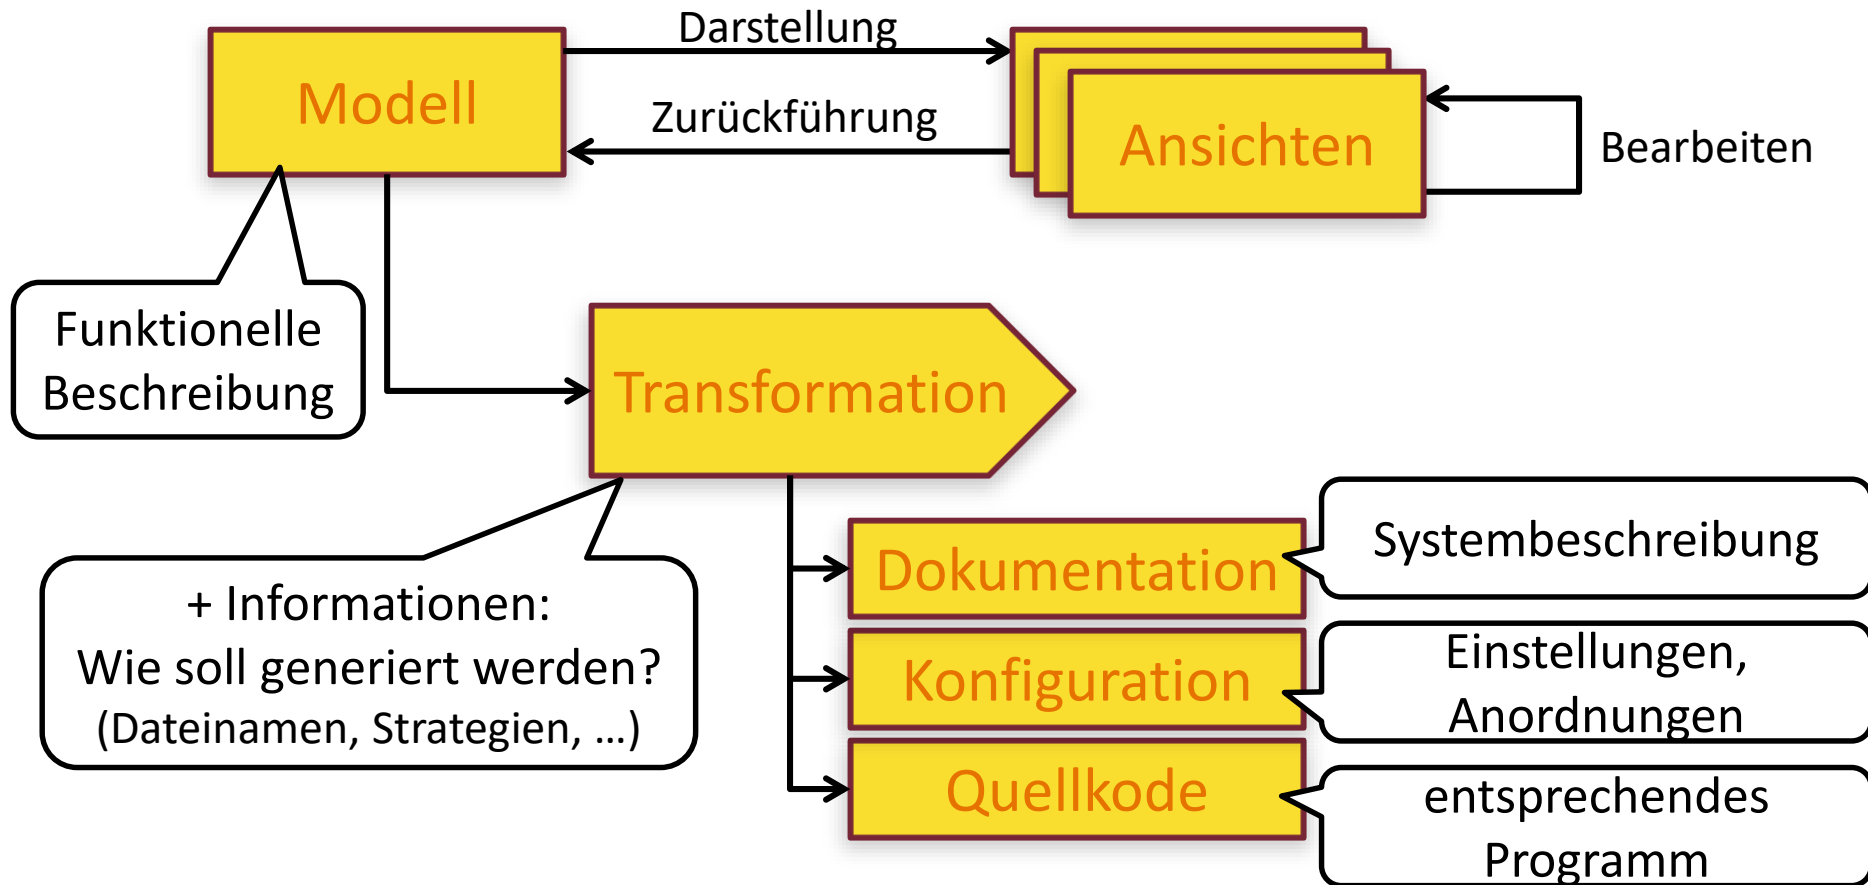 Darstellung
Modell
Zurückführung
Ansichten
Bearbeiten
Funktionelle
Beschreibung
Transformation
+ Informationen:
Wie soll generiert werden?
(Dateinamen, Strategien, ...)
Dokumentation
Systembeschreibung
Konfiguration
Einstellungen,
Anordnungen
Quellkode
entsprechendes
Programm